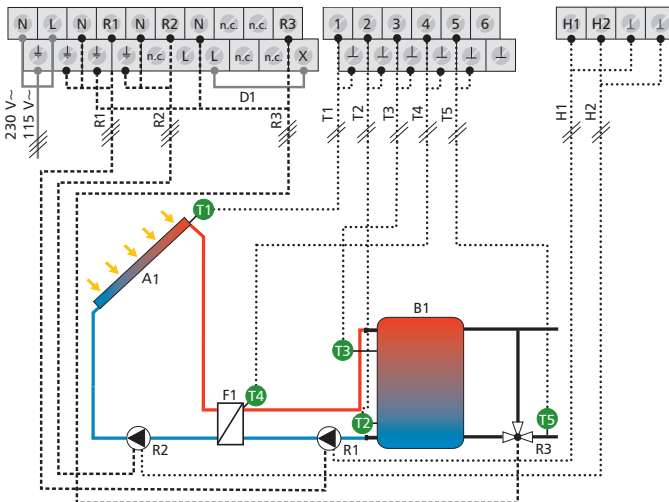 N L R1 N R2 N n.c. n.c. R3
n.c. L L n.c. n.c. X
D1
1 2 3 4 5 6
H1 H2
230 V~
115 V~
R1
R2
R3
T1
T2
T3
T4
T5
H1
H2
T1
A1
B1
T3
F1
T4
T2
T5
R2
R1
R3